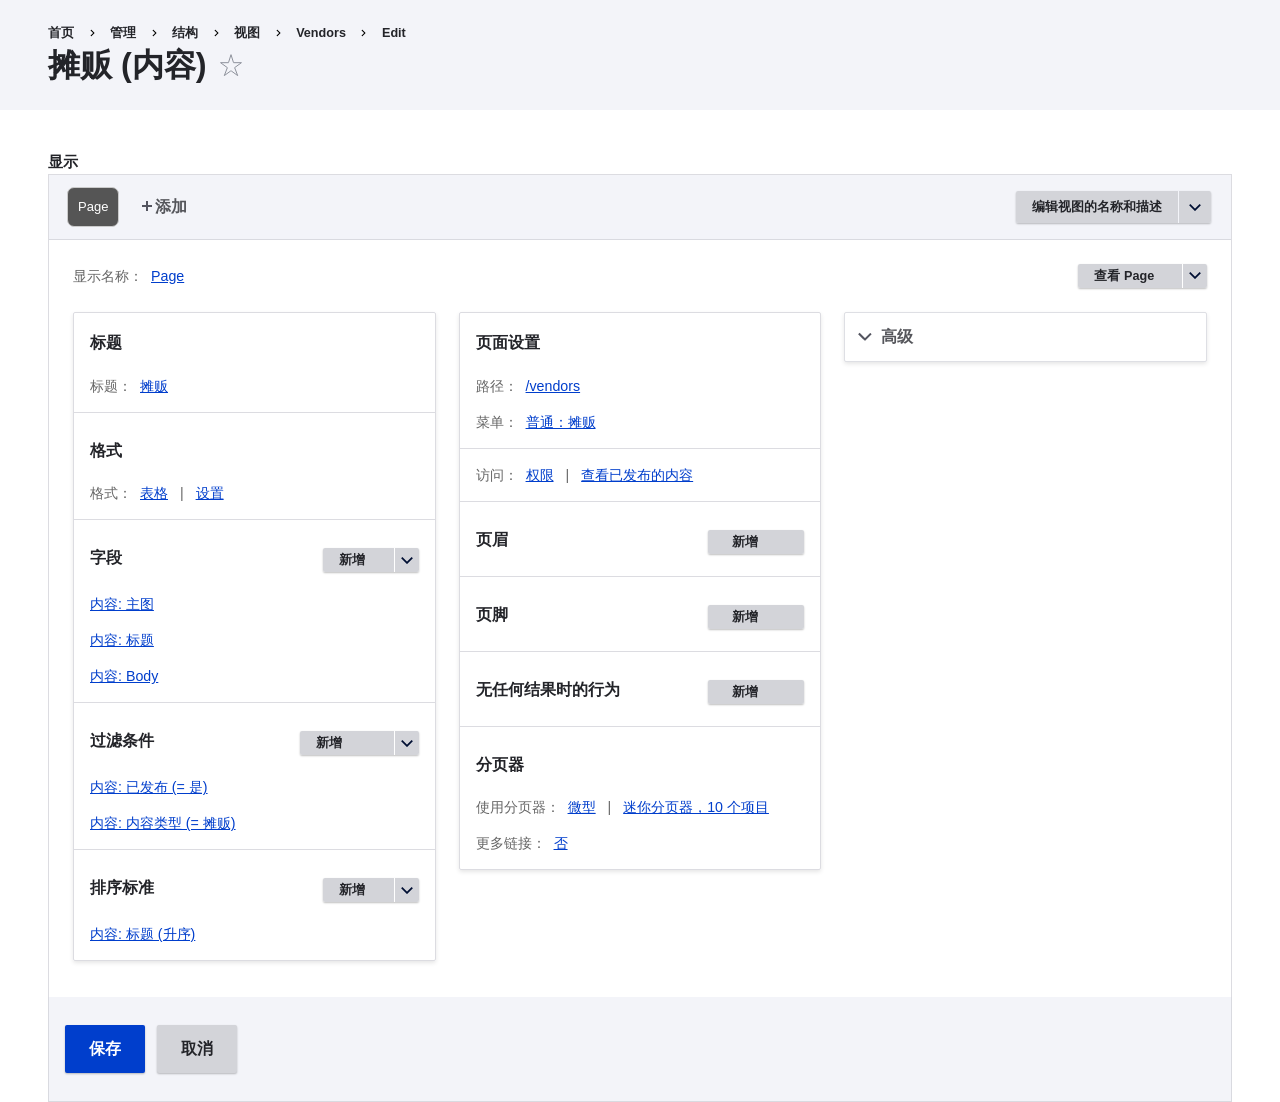 首页 › 管理 › 结构 › 视图 › Vendors › Edit
摊贩 (内容) ☆
显示
Page
+添加
编辑视图的名称和描述
显示名称： Page
查看 Page
标题
标题： 摊贩
格式
格式： 表格 | 设置
字段
新增
内容: 主图
内容: 标题
内容: Body
过滤条件
新增
内容: 已发布 (= 是)
内容: 内容类型 (= 摊贩)
排序标准
新增
内容: 标题 (升序)
页面设置
路径： /vendors
菜单： 普通：摊贩
访问： 权限 | 查看已发布的内容
页眉
新增
页脚
新增
无任何结果时的行为
新增
分页器
使用分页器： 微型 | 迷你分页器，10 个项目
更多链接： 否
高级
保存
取消